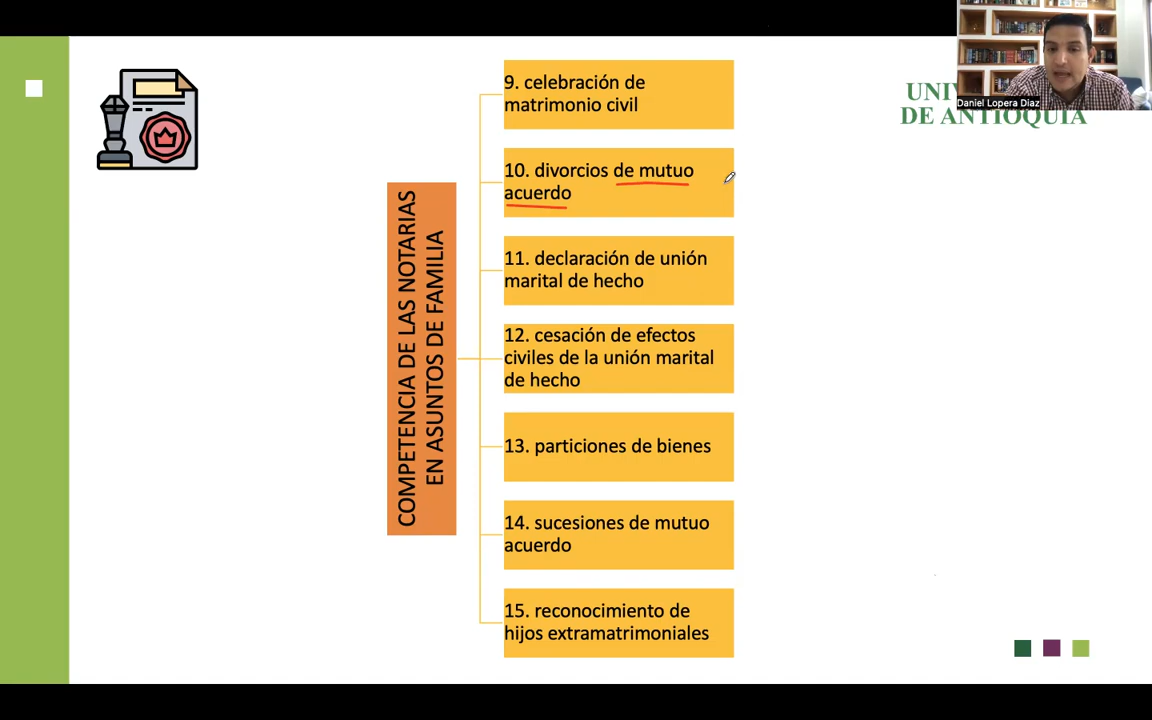 COMPETENCIA DE LAS NOTARIAS
EN ASUNTOS DE FAMILIA
9. celebración de
matrimonio civil
10. divorcios de mutuo
acuerdo
11. declaración de unión
marital de hecho
12. cesación de efectos
civiles de la unión marital
de hecho
13. particiones de bienes
14. sucesiones de mutuo
acuerdo
15. reconocimiento de
hijos extramatrimoniales
Daniel Lopera Diaz
DE ANTIOQUIA